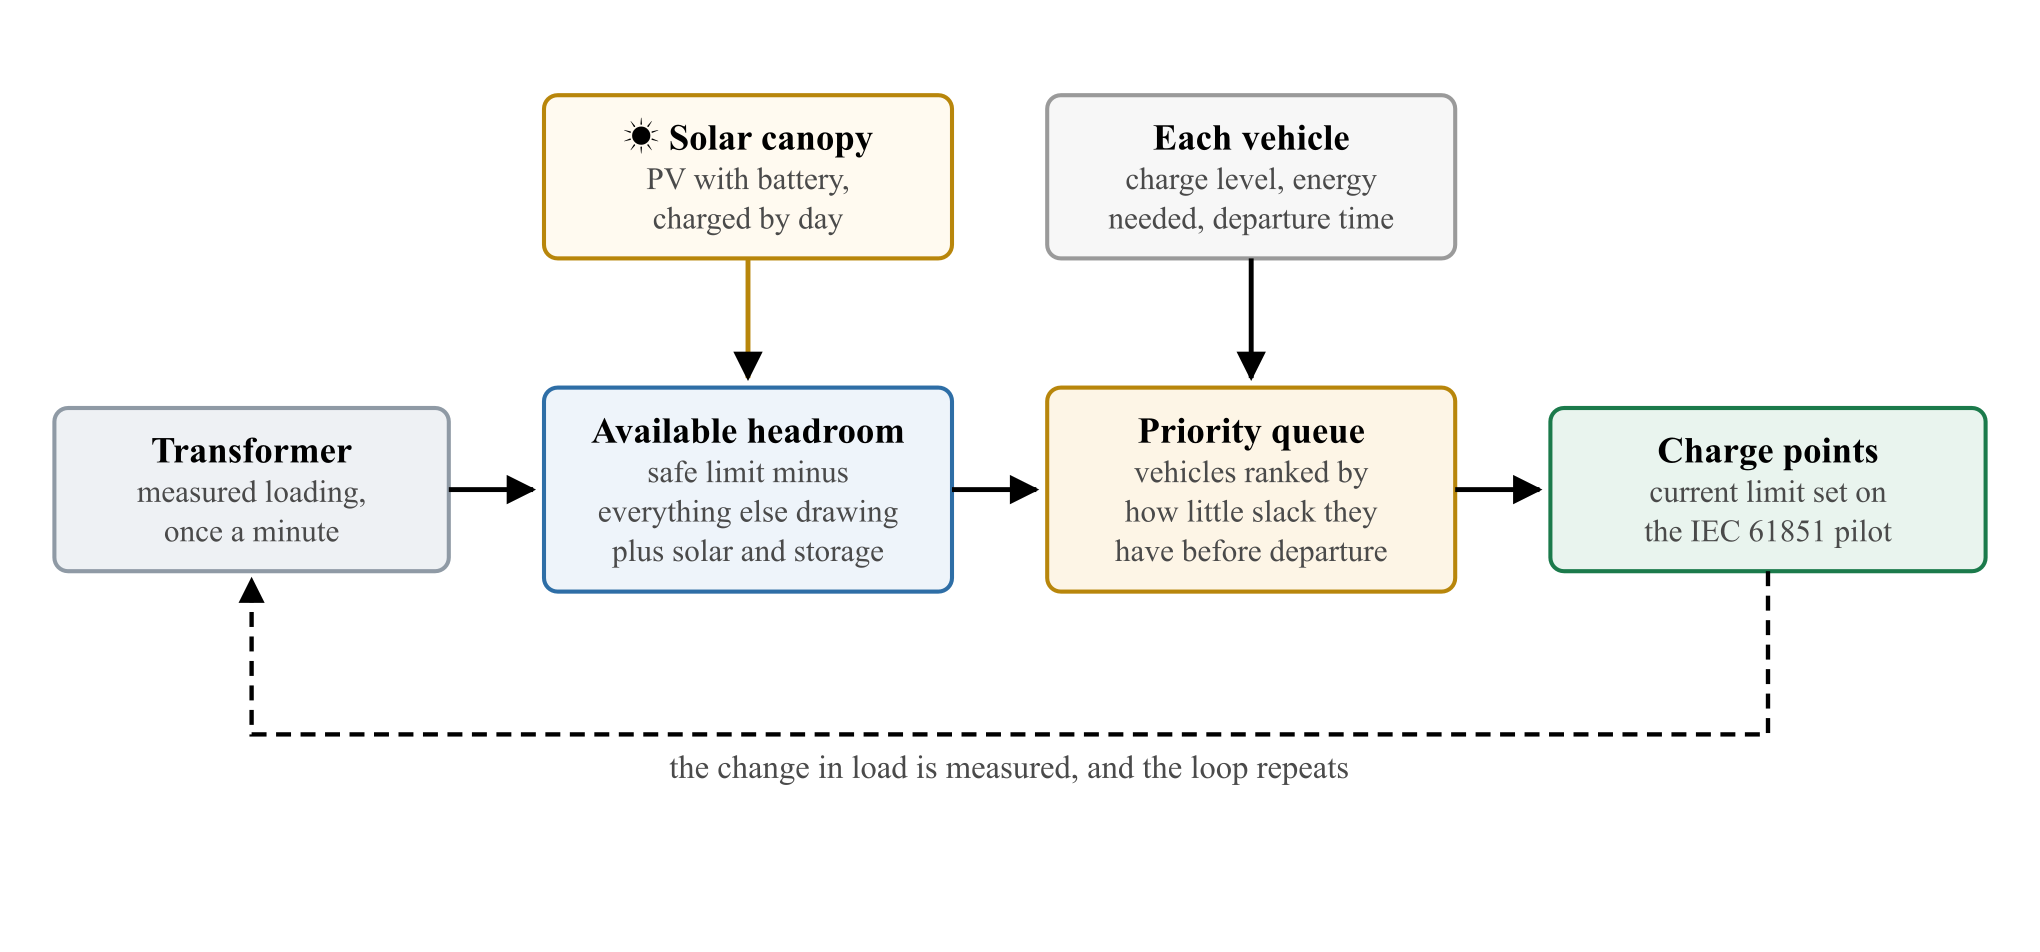 ☀ Solar canopy
PV with battery,
charged by day
Each vehicle
charge level, energy
needed, departure time
Transformer
measured loading,
once a minute
Available headroom
safe limit minus
everything else drawing
plus solar and storage
Priority queue
vehicles ranked by
how little slack they
have before departure
Charge points
current limit set on
the IEC 61851 pilot
the change in load is measured, and the loop repeats